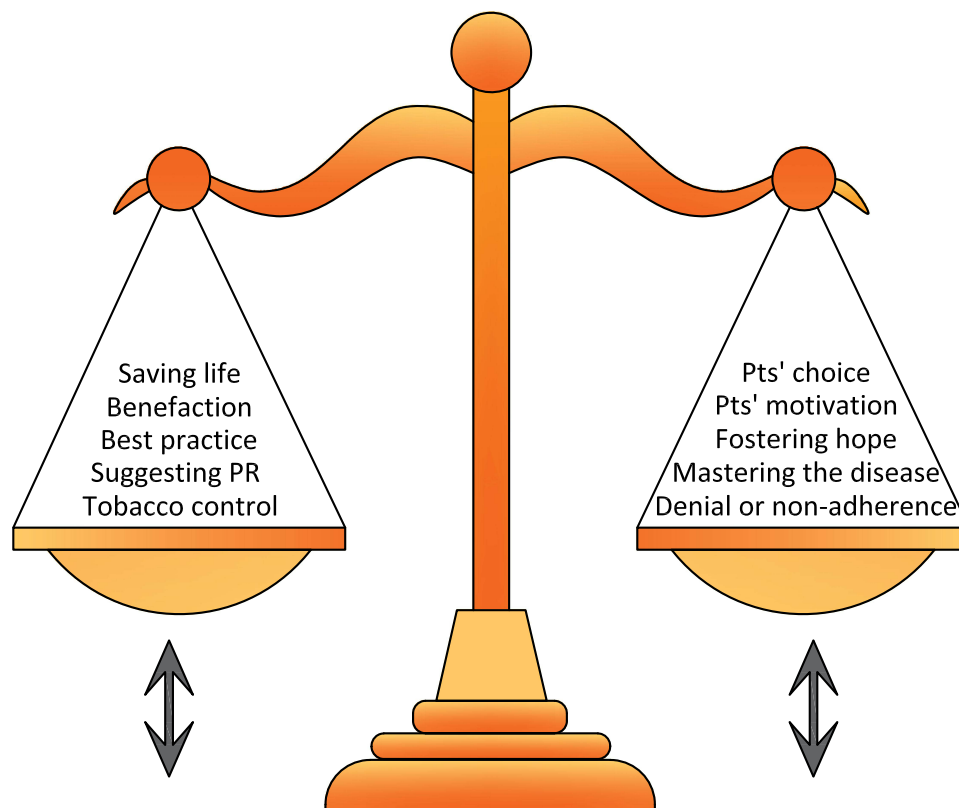 Saving life
Benefaction
Best practice
Suggesting PR
Tobacco control
Pts' choice
Pts' motivation
Fostering hope
Mastering the disease
Denial or non-adherence